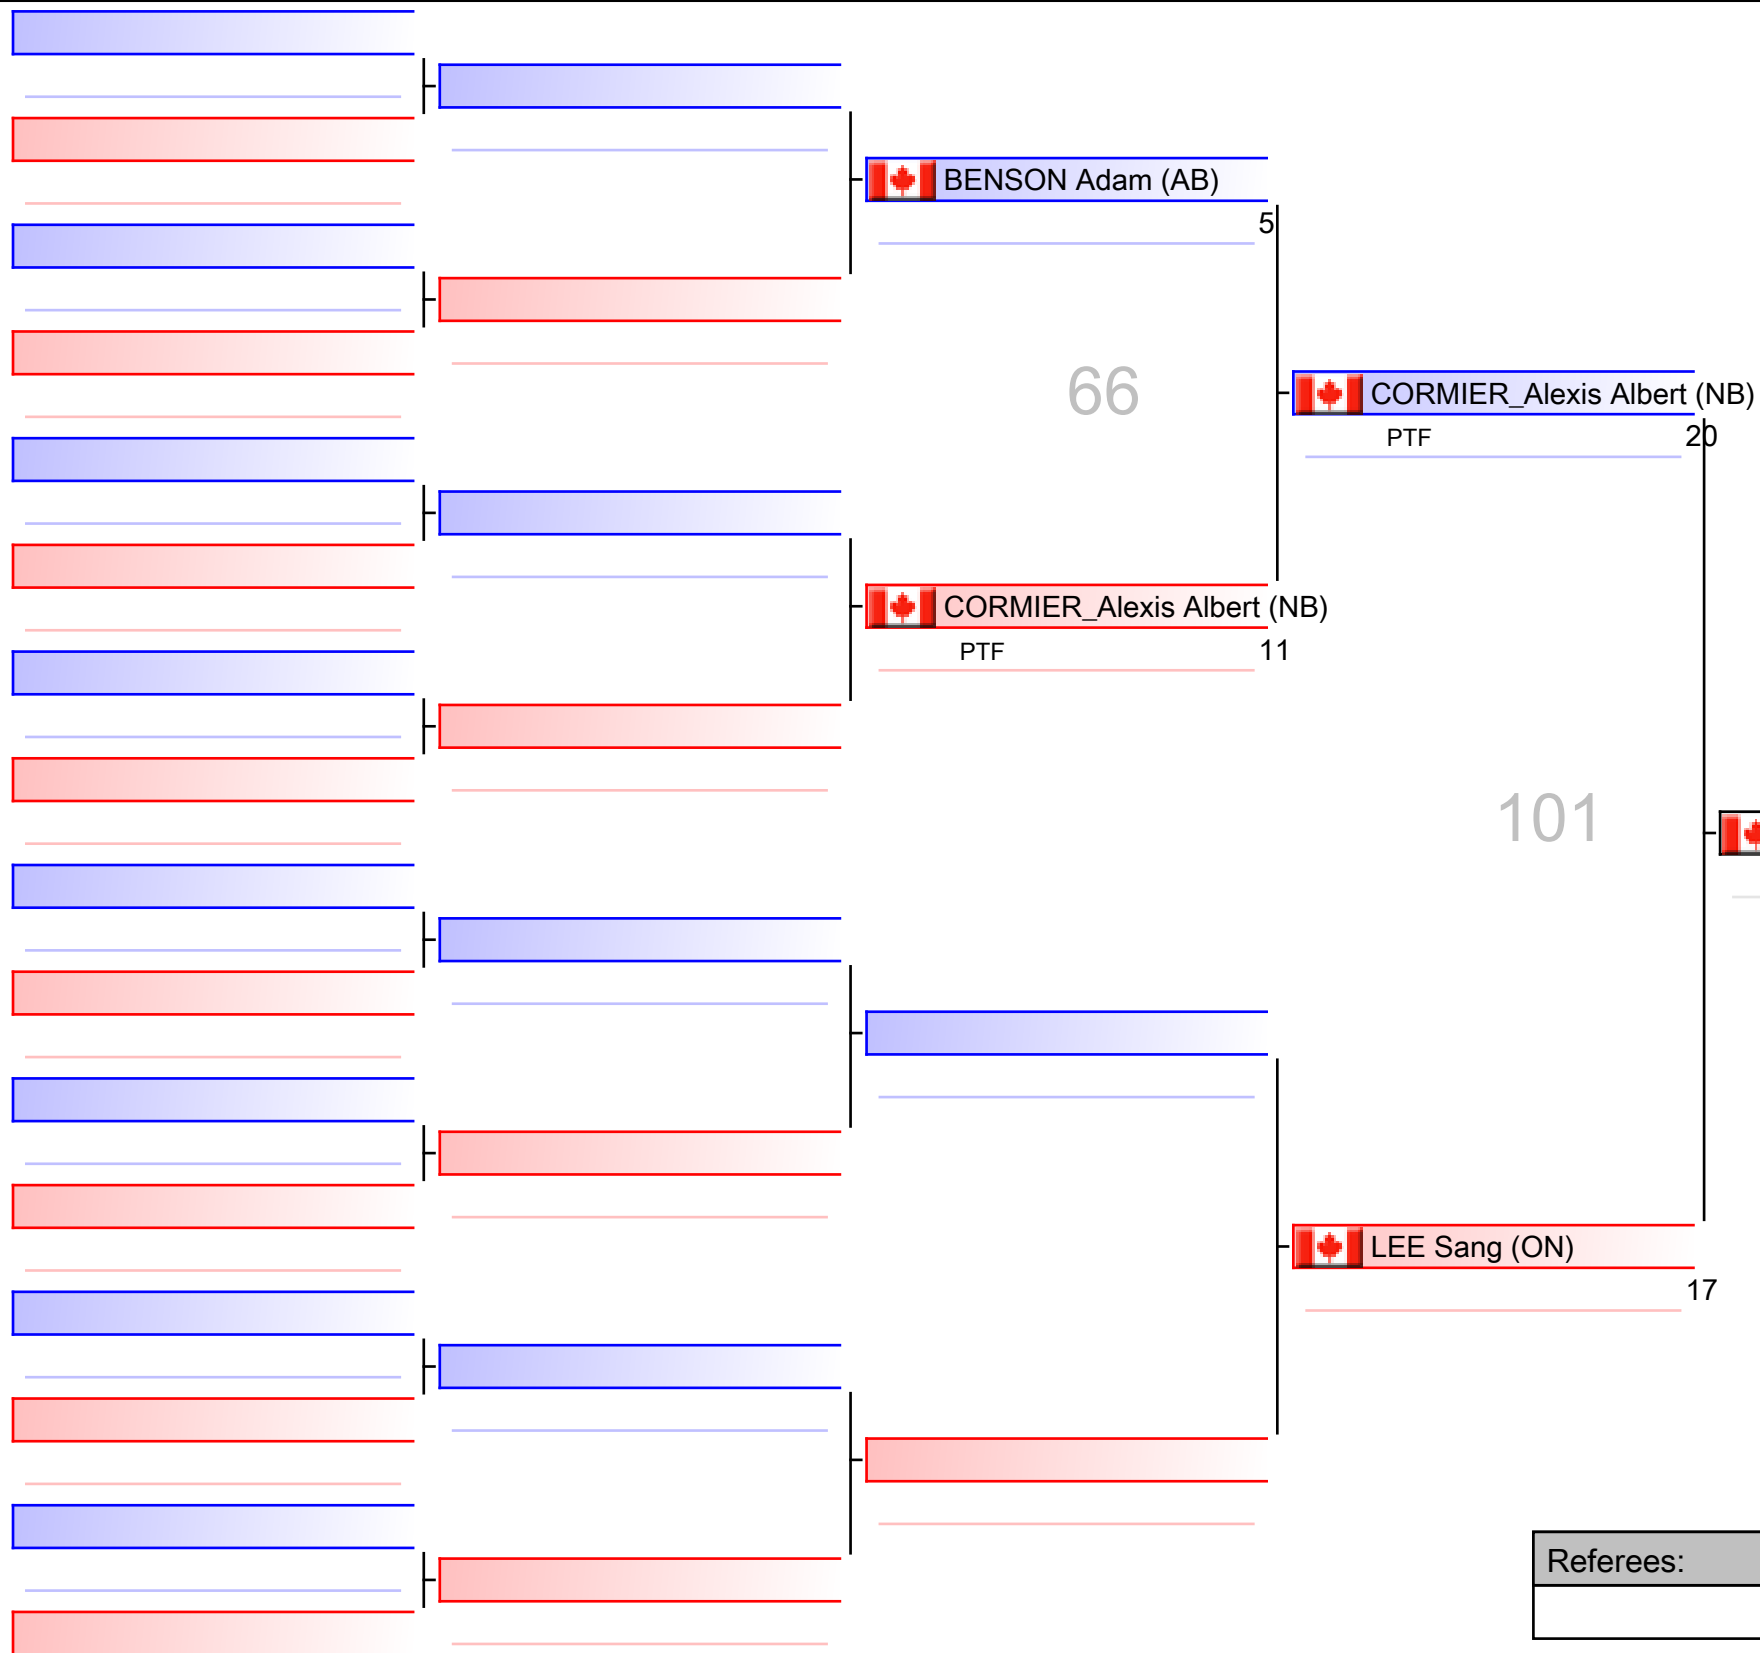 BENSON Adam (AB)
5
66
CORMIER_Alexis Albert (NB)
PTF 20
CORMIER_Alexis Albert (NB)
PTF 11
101
LEE Sang (ON)
17
Referees: